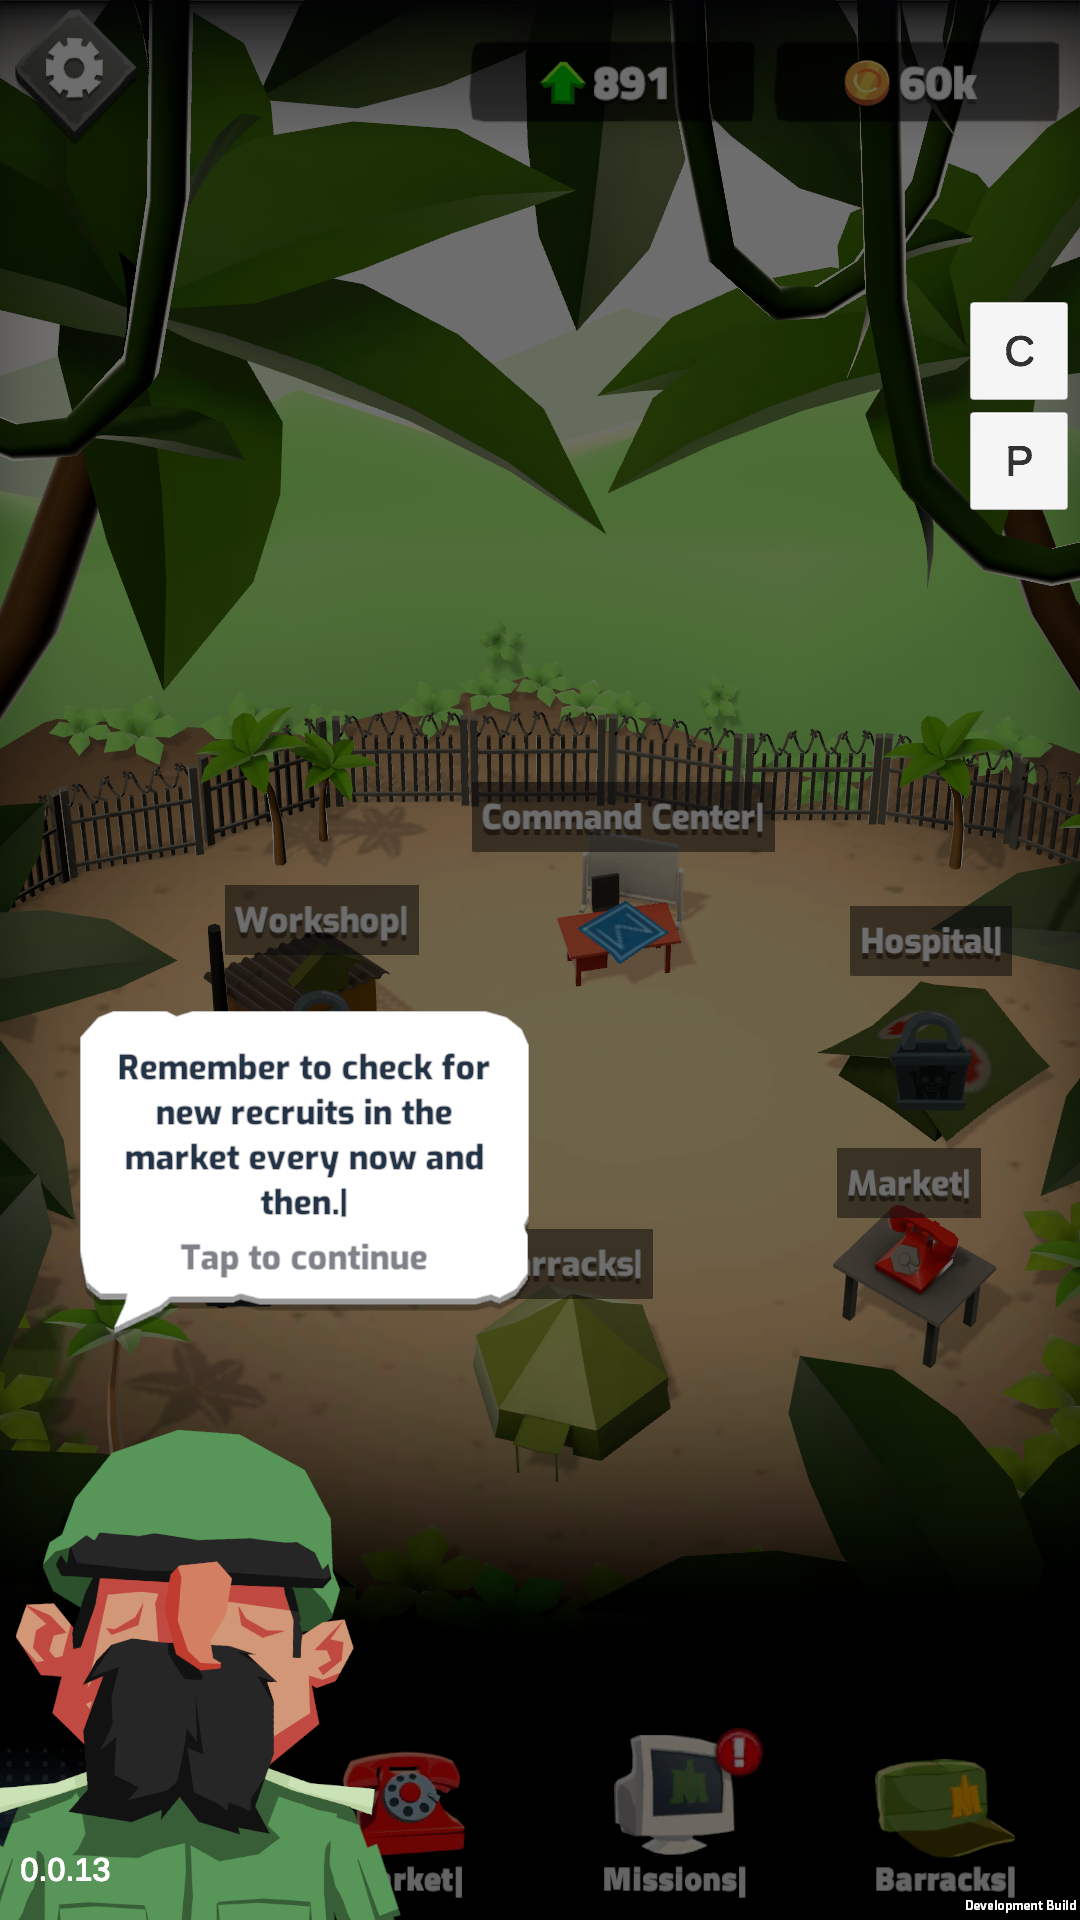 891
60k
C
P
Command Center|
Workshop|
Hospital|
Remember to check for
new recruits in the
market every now and
then.|
Tap to continue
Market|
rracks|
0.0.13
rket|
Missions|
Barracks|
Development Build